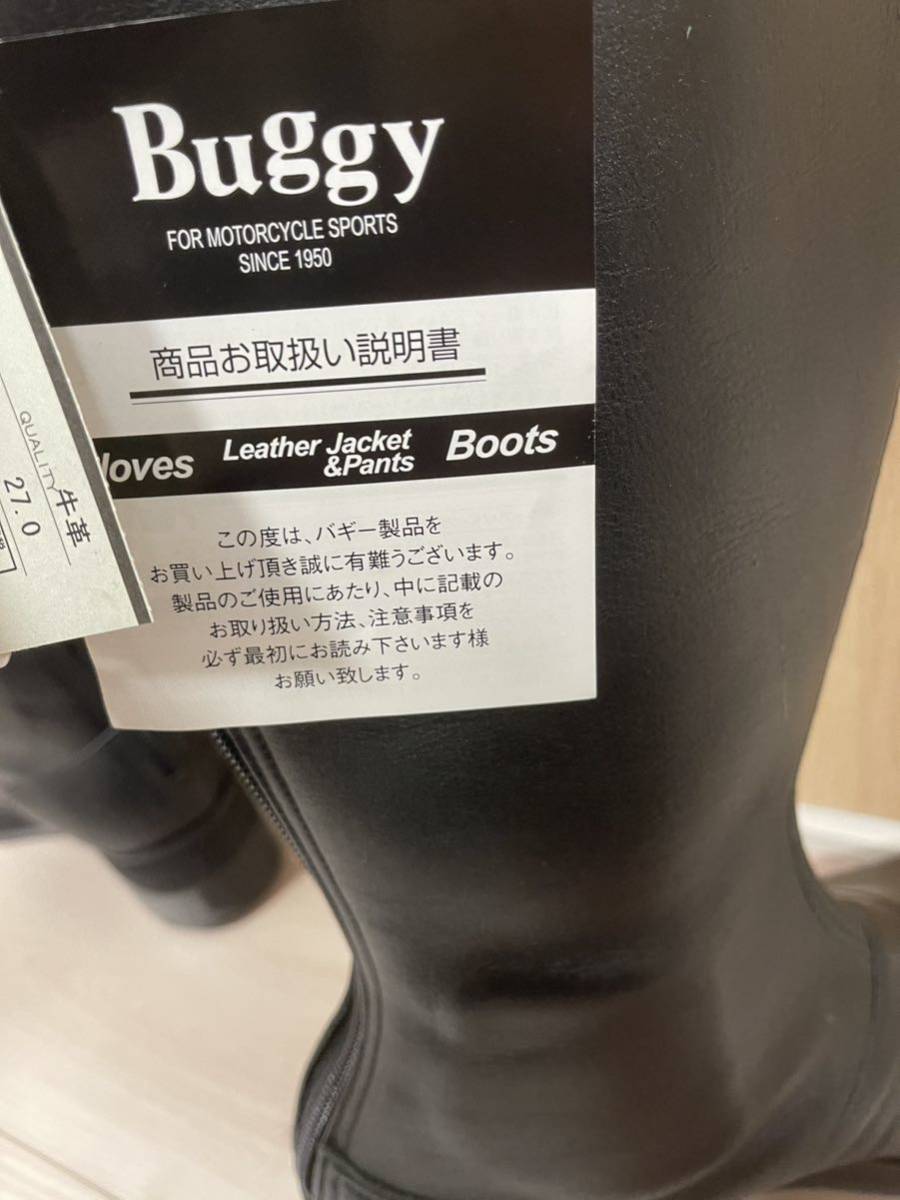 Buggy
FOR MOTORCYCLE SPORTS
SINCE 1950
商品お取扱い説明書
loves Leather Jacket &Pants Boots
この度は、バギー製品を
お買い上げ頂き誠に有難うございます。
製品のご使用にあたり、中に記載の
お取り扱い方法、注意事項を
必ず最初にお読み下さいます様
お願い致します。
QUALITY 牛革
27.0